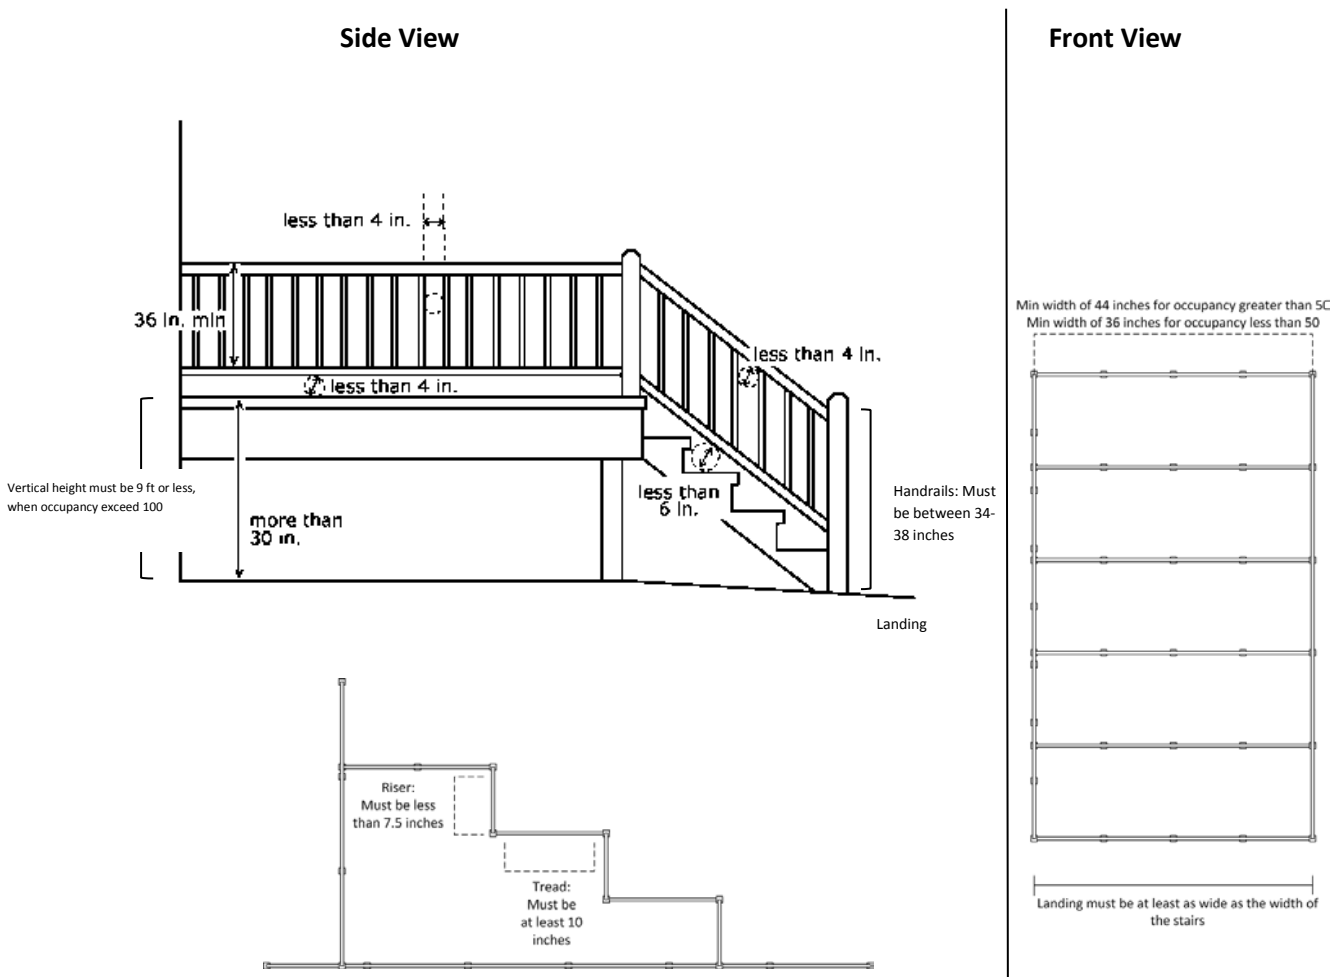 Side View
Front View
less than 4 in.
36 in. min
less than 4 in.
less than 4 in.
less than
6 in.
more than
30 in.
Vertical height must be 9 ft or less,
when occupancy exceed 100
Handrails: Must
be between 34-
38 inches
Landing
Riser:
Must be less
than 7.5 inches
Tread:
Must be
at least 10
inches
Min width of 44 inches for occupancy greater than 50
Min width of 36 inches for occupancy less than 50
Landing must be at least as wide as the width of
the stairs